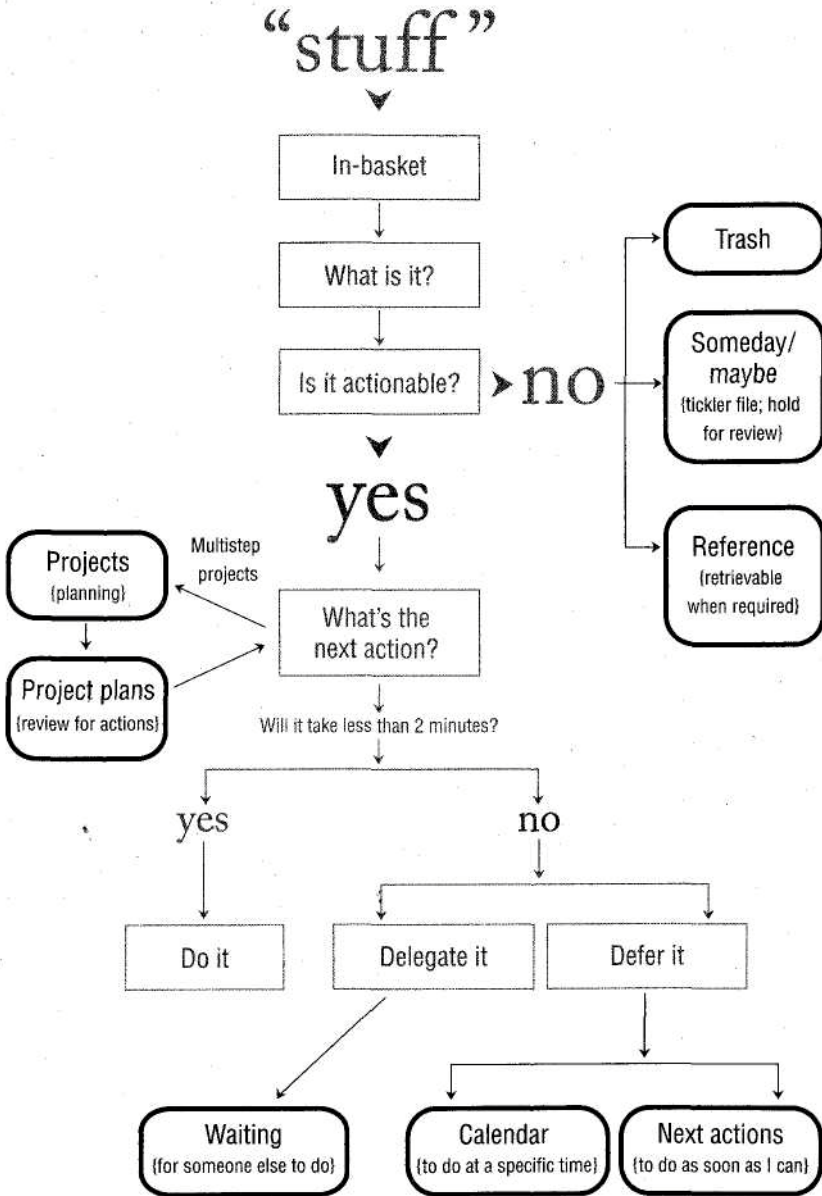 “stuff”
In-basket
What is it?
Is it actionable?
no
Trash
Someday/
maybe
{tickler file; hold
for review}
Reference
{retrievable
when required}
yes
Multistep
projects
Projects
{planning}
Project plans
{review for actions}
What's the
next action?
Will it take less than 2 minutes?
yes
no
Do it
Delegate it
Defer it
Waiting
{for someone else to do}
Calendar
{to do at a specific time}
Next actions
{to do as soon as I can}